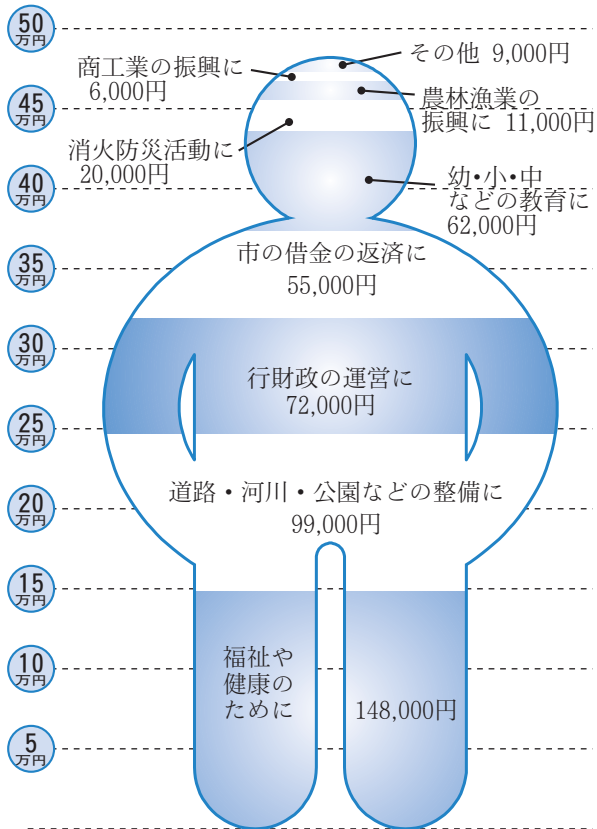 50
万円
その他 9,000円
商工業の振興に
6,000円
45
万円
農林漁業の
振興に 11,000円
消火防災活動に
20,000円
40
万円
幼・小・中
などの教育に
62,000円
市の借金の返済に
55,000円
35
万円
30
万円
行財政の運営に
72,000円
25
万円
道路・河川・公園などの整備に
99,000円
20
万円
15
万円
福祉や
健康の
ために
148,000円
10
万円
5
万円